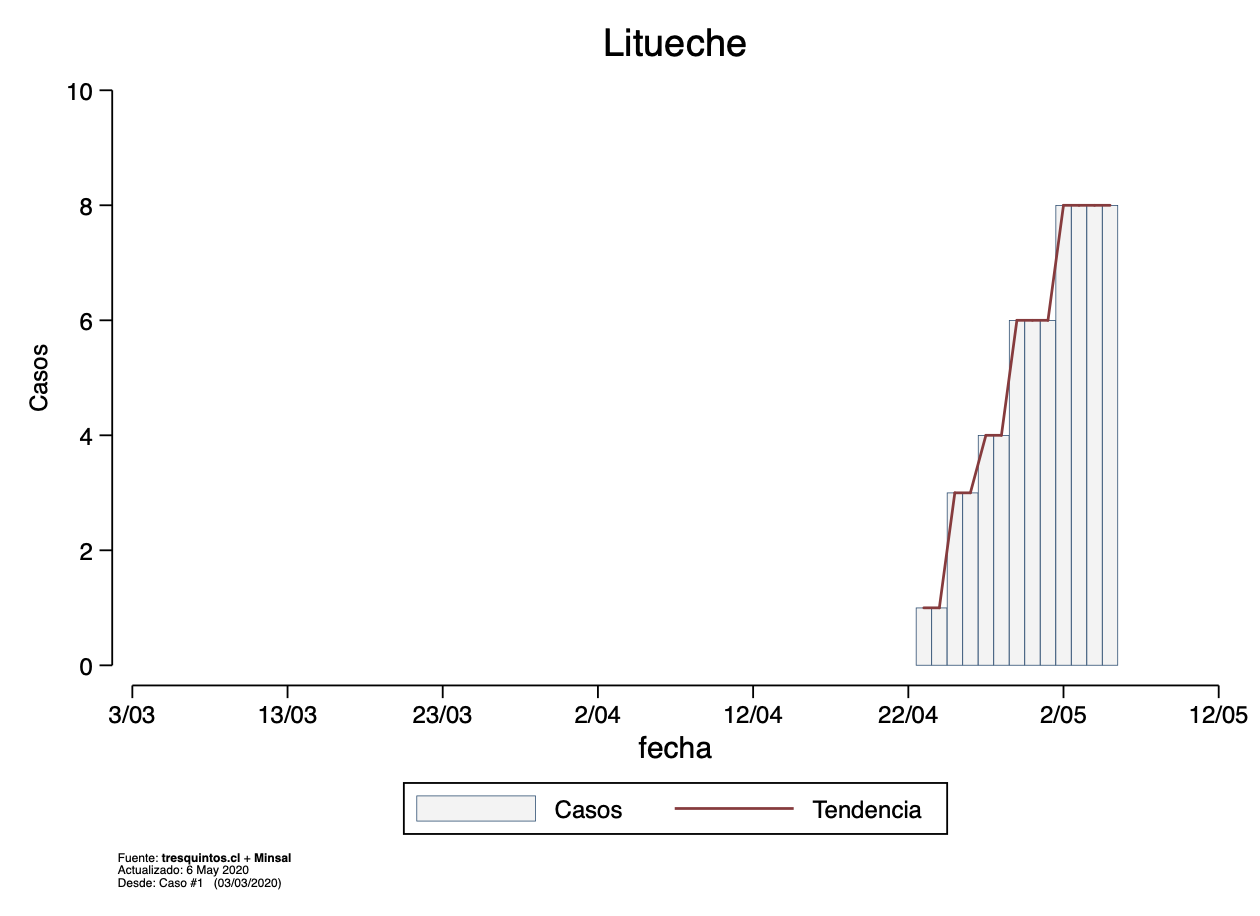 Litueche
10
8
6
4
2
0
Casos
3/03 13/03 23/03 2/04 12/04 22/04 2/05 12/05
fecha
Casos Tendencia
Fuente: tresquintos.cl + Minsal
Actualizado: 6 May 2020
Desde: Caso #1 (03/03/2020)